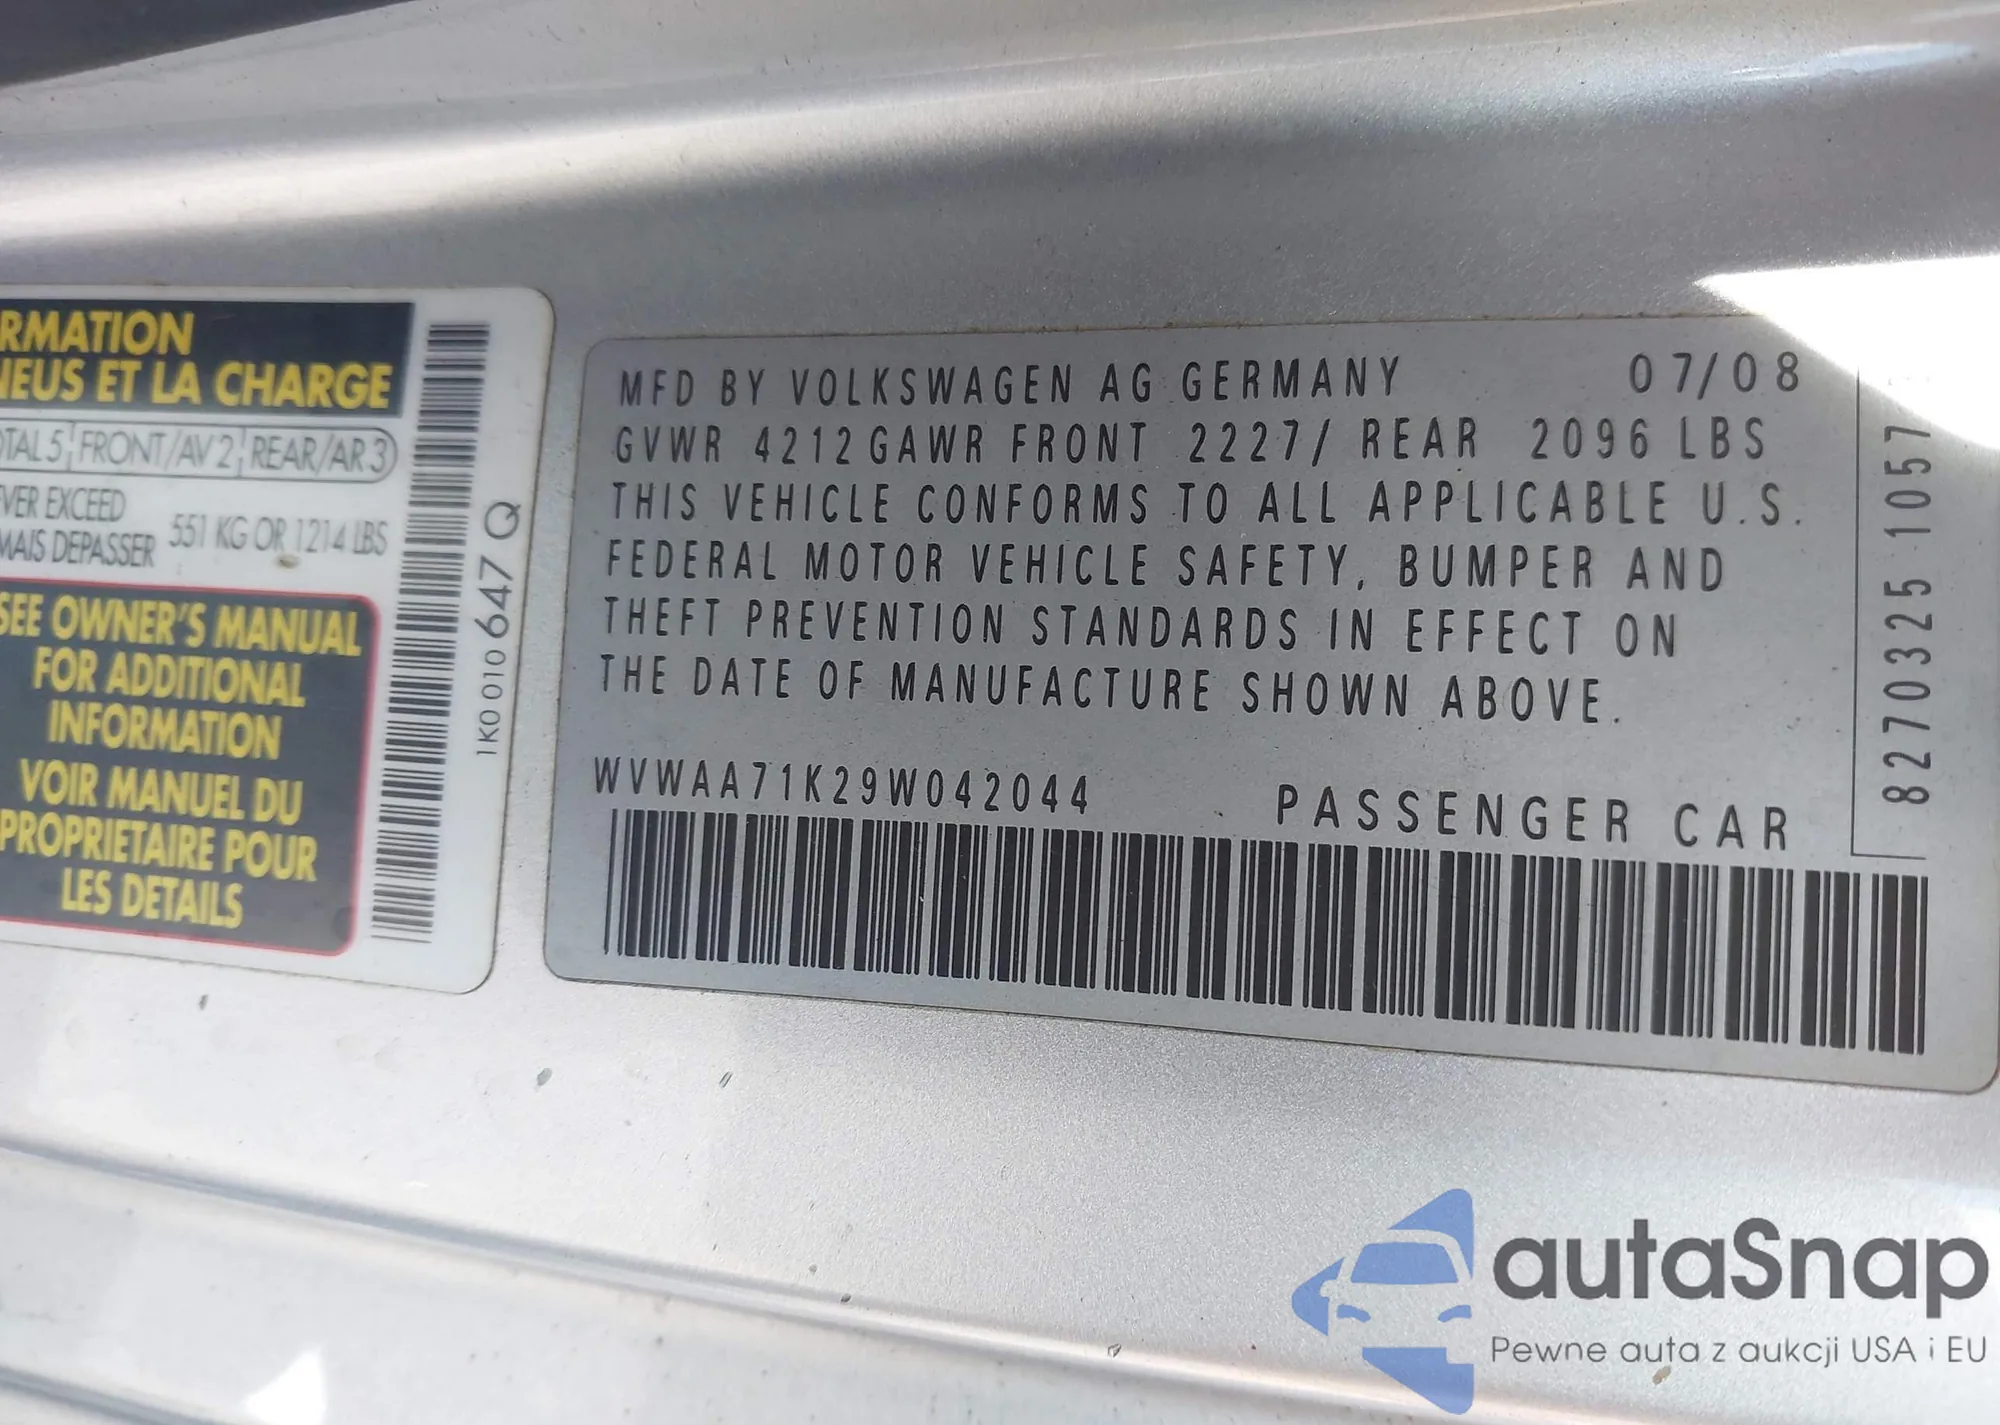 RMATION
NEUS ET LA CHARGE
OTAL 5 FRONT/AV 2 REAR/AR 3
VER EXCEED
MAIS DEPASSER 551 KG OR 1214 LBS
SEE OWNER'S MANUAL
FOR ADDITIONAL
INFORMATION
VOIR MANUEL DU
PROPRIETAIRE POUR
LES DETAILS
1K0 010 647 Q
MFD BY VOLKSWAGEN AG GERMANY 07/08
GVWR 4212 GAWR FRONT 2227/ REAR 2096 LBS
THIS VEHICLE CONFORMS TO ALL APPLICABLE U.S.
FEDERAL MOTOR VEHICLE SAFETY, BUMPER AND
THEFT PREVENTION STANDARDS IN EFFECT ON
THE DATE OF MANUFACTURE SHOWN ABOVE.
WVWAA71K29W042044 PASSENGER CAR
8270325 1057
autaSnap
Pewne auta z aukcji USA i EU